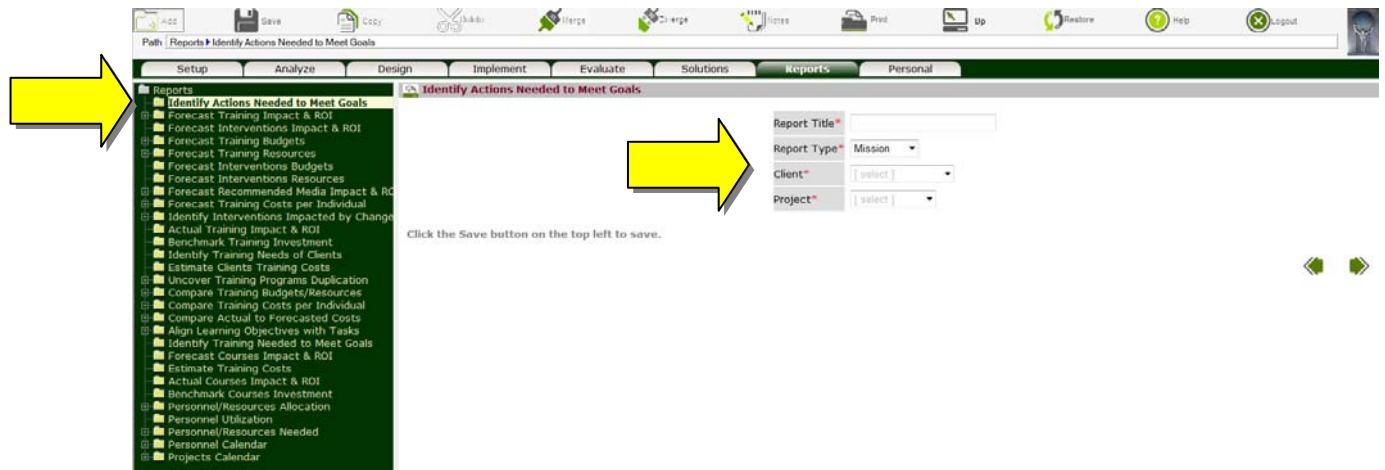 Add Save Copy Delete Merge Diverge Notes Print Up Restore Help Logout
Path Reports Identify Actions Needed to Meet Goals
Setup Analyze Design Implement Evaluate Solutions Reports Personal
Reports
Identify Actions Needed to Meet Goals
Forecast Training Impact & ROI
Forecast Interventions Impact & ROI
Forecast Training Budgets
Forecast Training Resources
Forecast Interventions Budgets
Forecast Interventions Resources
Forecast Recommended Media Impact & RO
Forecast Training Costs per Individual
Identify Interventions Impacted by Change
Actual Training Impact & ROI
Benchmark Training Investment
Identify Training Needs of Clients
Estimate Clients Training Costs
Uncover Training Programs Duplication
Compare Training Budgets/Resources
Compare Training Costs per Individual
Compare Actual to Forecasted Costs
Align Learning Objectives with Tasks
Identify Training Needed to Meet Goals
Forecast Courses Impact & ROI
Estimate Training Costs
Actual Courses Impact & ROI
Benchmark Courses Investment
Personnel/Resources Allocation
Personnel Utilization
Personnel/Resources Needed
Personnel Calendar
Projects Calendar
Identify Actions Needed to Meet Goals
Report Title*
Report Type* Mission
Client* [ select ]
Project* [ select ]
Click the Save button on the top left to save.